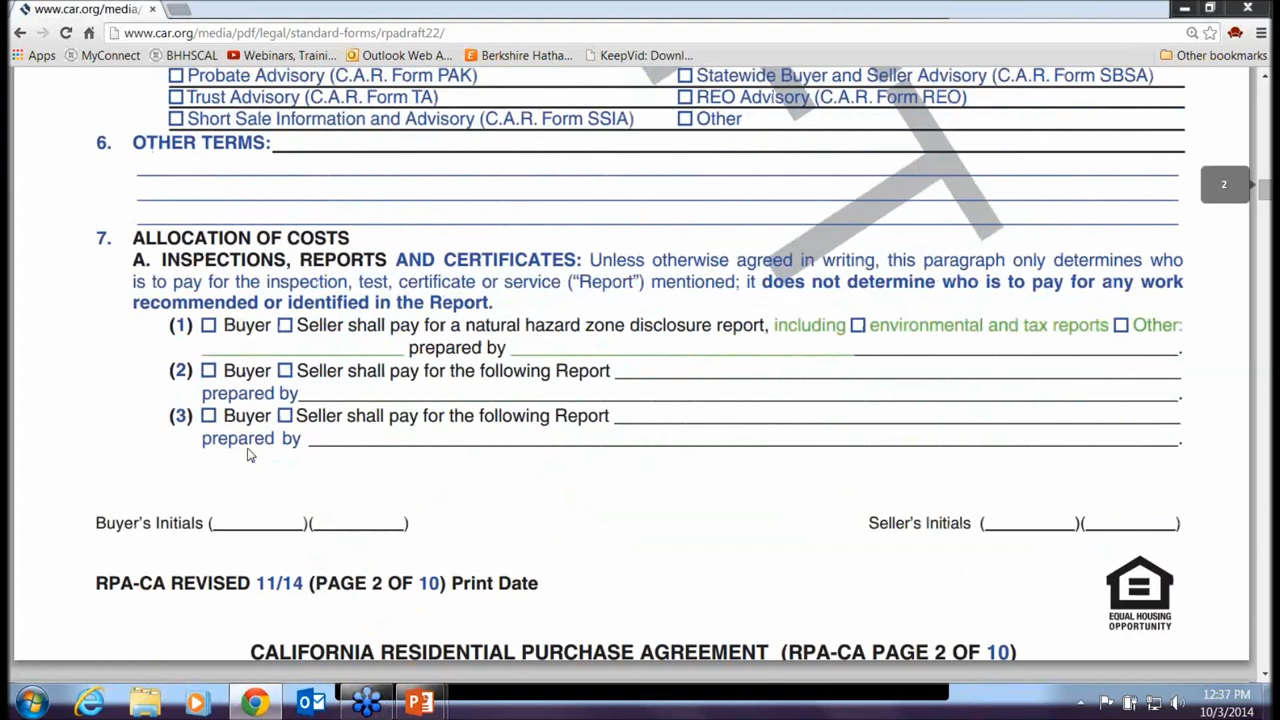 www.car.org/media/
www.car.org/media/pdf/legal/standard-forms/rpadraft22/
Apps MyConnect BHHSCAL Webinars, Traini... Outlook Web A... Berkshire Hatha... KeepVid: Downl... Other bookmarks
Probate Advisory (C.A.R. Form PAK) Statewide Buyer and Seller Advisory (C.A.R. Form SBSA)
Trust Advisory (C.A.R. Form TA) REO Advisory (C.A.R. Form REO)
Short Sale Information and Advisory (C.A.R. Form SSIA) Other
6. OTHER TERMS:
2
7. ALLOCATION OF COSTS
A. INSPECTIONS, REPORTS AND CERTIFICATES: Unless otherwise agreed in writing, this paragraph only determines who
is to pay for the inspection, test, certificate or service ("Report") mentioned; it does not determine who is to pay for any work
recommended or identified in the Report.
(1) Buyer Seller shall pay for a natural hazard zone disclosure report, including environmental and tax reports Other:
prepared by .
(2) Buyer Seller shall pay for the following Report
prepared by .
(3) Buyer Seller shall pay for the following Report
prepared by .
Buyer's Initials ( )( ) Seller's Initials ( )( )
RPA-CA REVISED 11/14 (PAGE 2 OF 10) Print Date
EQUAL HOUSING
OPPORTUNITY
CALIFORNIA RESIDENTIAL PURCHASE AGREEMENT (RPA-CA PAGE 2 OF 10)
12:37 PM
10/3/2014